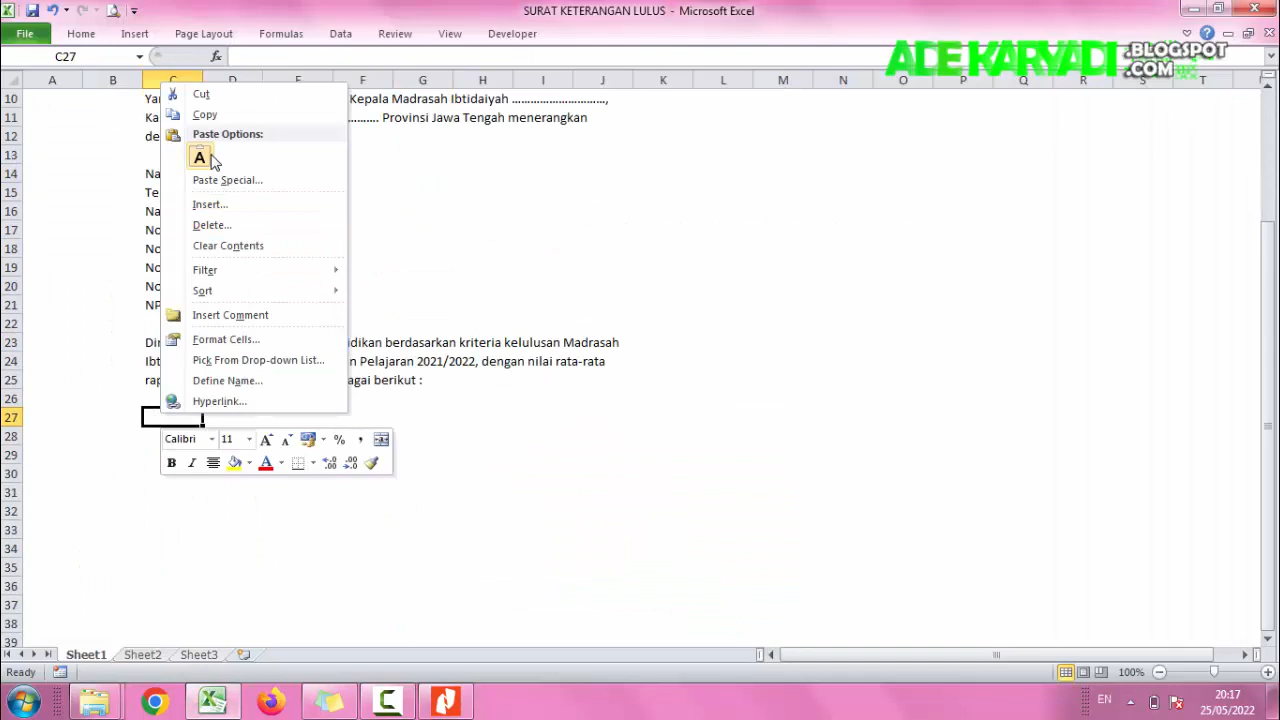 SURAT KETERANGAN LULUS - Microsoft Excel
File Home Insert Page Layout Formulas Data Review View Developer
C27 fx
ADE KARYADI .BLOGSPOT
.COM
A B C D E F G H I J K L M N O P Q R S T
10 Yan Kepala Madrasah Ibtidaiyah ……………………………,
11 Ka …. Provinsi Jawa Tengah menerangkan
12 de
13
14 Na
15 Te
16 Na
17 No
18 No
19 No
20 No
21 NP
22
23 Di idikan berdasarkan kriteria kelulusan Madrasah
24 Ibt n Pelajaran 2021/2022, dengan nilai rata-rata
25 rap agai berikut :
26
27
28
29
30
31
32
33
34
35
36
37
38
39
Cut
Copy
Paste Options:
A
Paste Special...
Insert...
Delete...
Clear Contents
Filter
Sort
Insert Comment
Format Cells...
Pick From Drop-down List...
Define Name...
Hyperlink...
Calibri 11 A A % ,
B I A .00 .00
Sheet1 Sheet2 Sheet3
Ready 100%
EN 20:17
25/05/2022